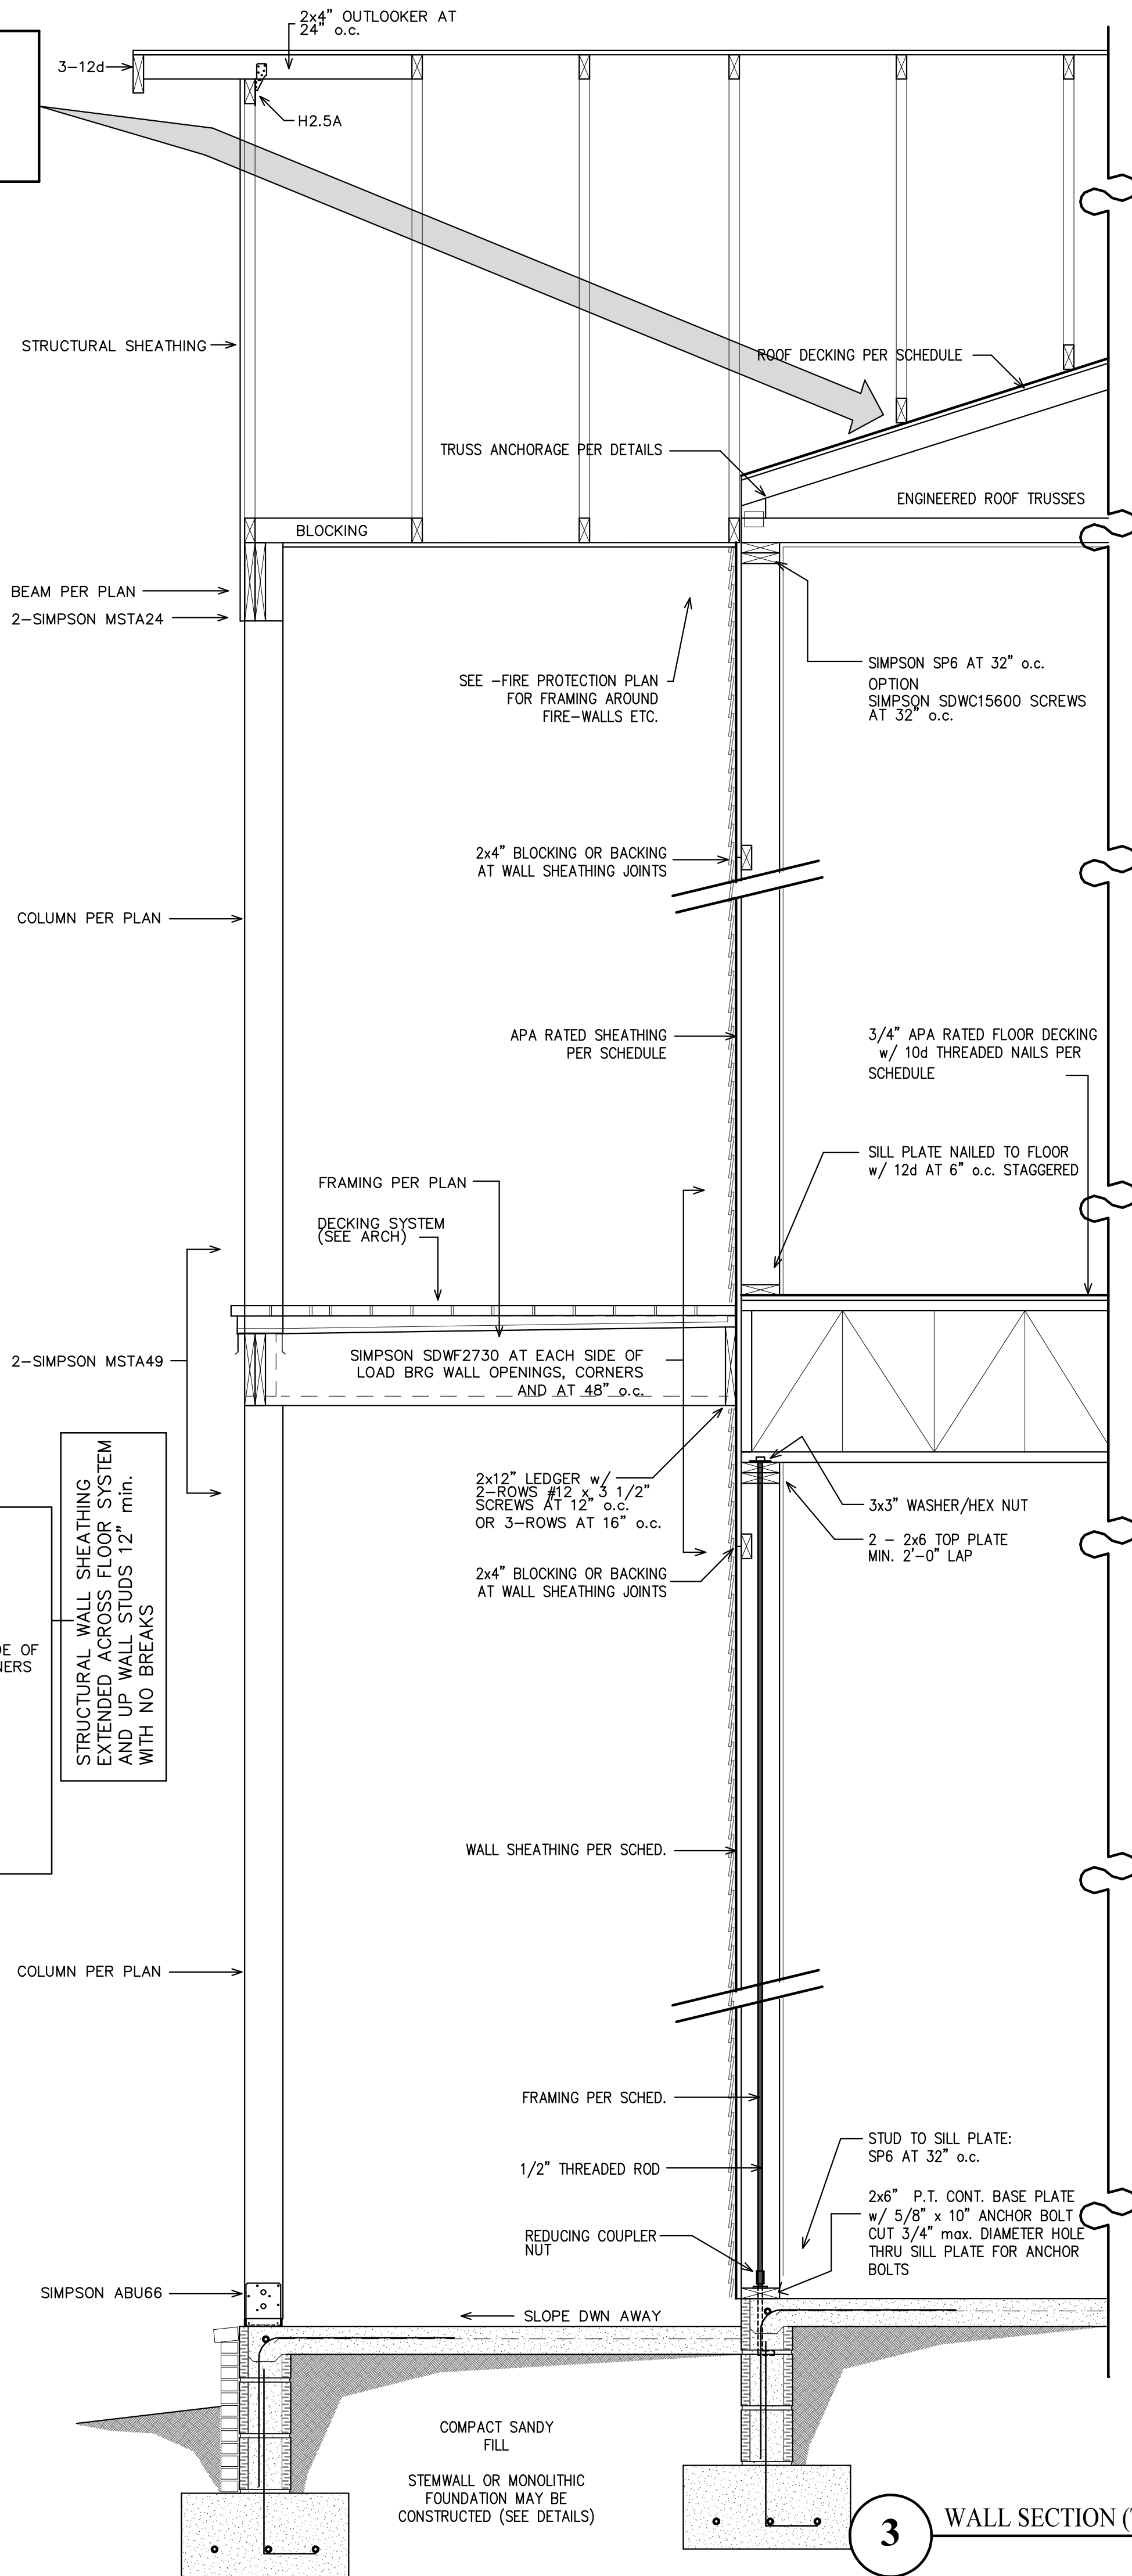 2x4" OUTLOOKER AT
24" o.c.
3-12d
H2.5A
STRUCTURAL SHEATHING
ROOF DECKING PER SCHEDULE
TRUSS ANCHORAGE PER DETAILS
ENGINEERED ROOF TRUSSES
BLOCKING
BEAM PER PLAN
2-SIMPSON MSTA24
SEE -FIRE PROTECTION PLAN
FOR FRAMING AROUND
FIRE-WALLS ETC.
SIMPSON SP6 AT 32" o.c.
OPTION
SIMPSON SDWC15600 SCREWS
AT 32" o.c.
2x4" BLOCKING OR BACKING
AT WALL SHEATHING JOINTS
COLUMN PER PLAN
APA RATED SHEATHING
PER SCHEDULE
3/4" APA RATED FLOOR DECKING
w/ 10d THREADED NAILS PER
SCHEDULE
SILL PLATE NAILED TO FLOOR
w/ 12d AT 6" o.c. STAGGERED
FRAMING PER PLAN
DECKING SYSTEM
(SEE ARCH)
2-SIMPSON MSTA49
SIMPSON SDWF2730 AT EACH SIDE OF
LOAD BRG WALL OPENINGS, CORNERS
AND AT 48" o.c.
STRUCTURAL WALL SHEATHING
EXTENDED ACROSS FLOOR SYSTEM
AND UP WALL STUDS 12" min.
WITH NO BREAKS
2x12" LEDGER w/
2-ROWS #12 x 3 1/2"
SCREWS AT 12" o.c.
OR 3-ROWS AT 16" o.c.
3x3" WASHER/HEX NUT
2 - 2x6 TOP PLATE
MIN. 2'-0" LAP
2x4" BLOCKING OR BACKING
AT WALL SHEATHING JOINTS
OF
WALL SHEATHING PER SCHED.
COLUMN PER PLAN
FRAMING PER SCHED.
1/2" THREADED ROD
STUD TO SILL PLATE:
SP6 AT 32" o.c.
2x6" P.T. CONT. BASE PLATE
w/ 5/8" x 10" ANCHOR BOLT
CUT 3/4" max. DIAMETER HOLE
THRU SILL PLATE FOR ANCHOR
BOLTS
REDUCING COUPLER
NUT
SIMPSON ABU66
SLOPE DWN AWAY
COMPACT SANDY
FILL
STEMWALL OR MONOLITHIC
FOUNDATION MAY BE
CONSTRUCTED (SEE DETAILS)
3
WALL SECTION